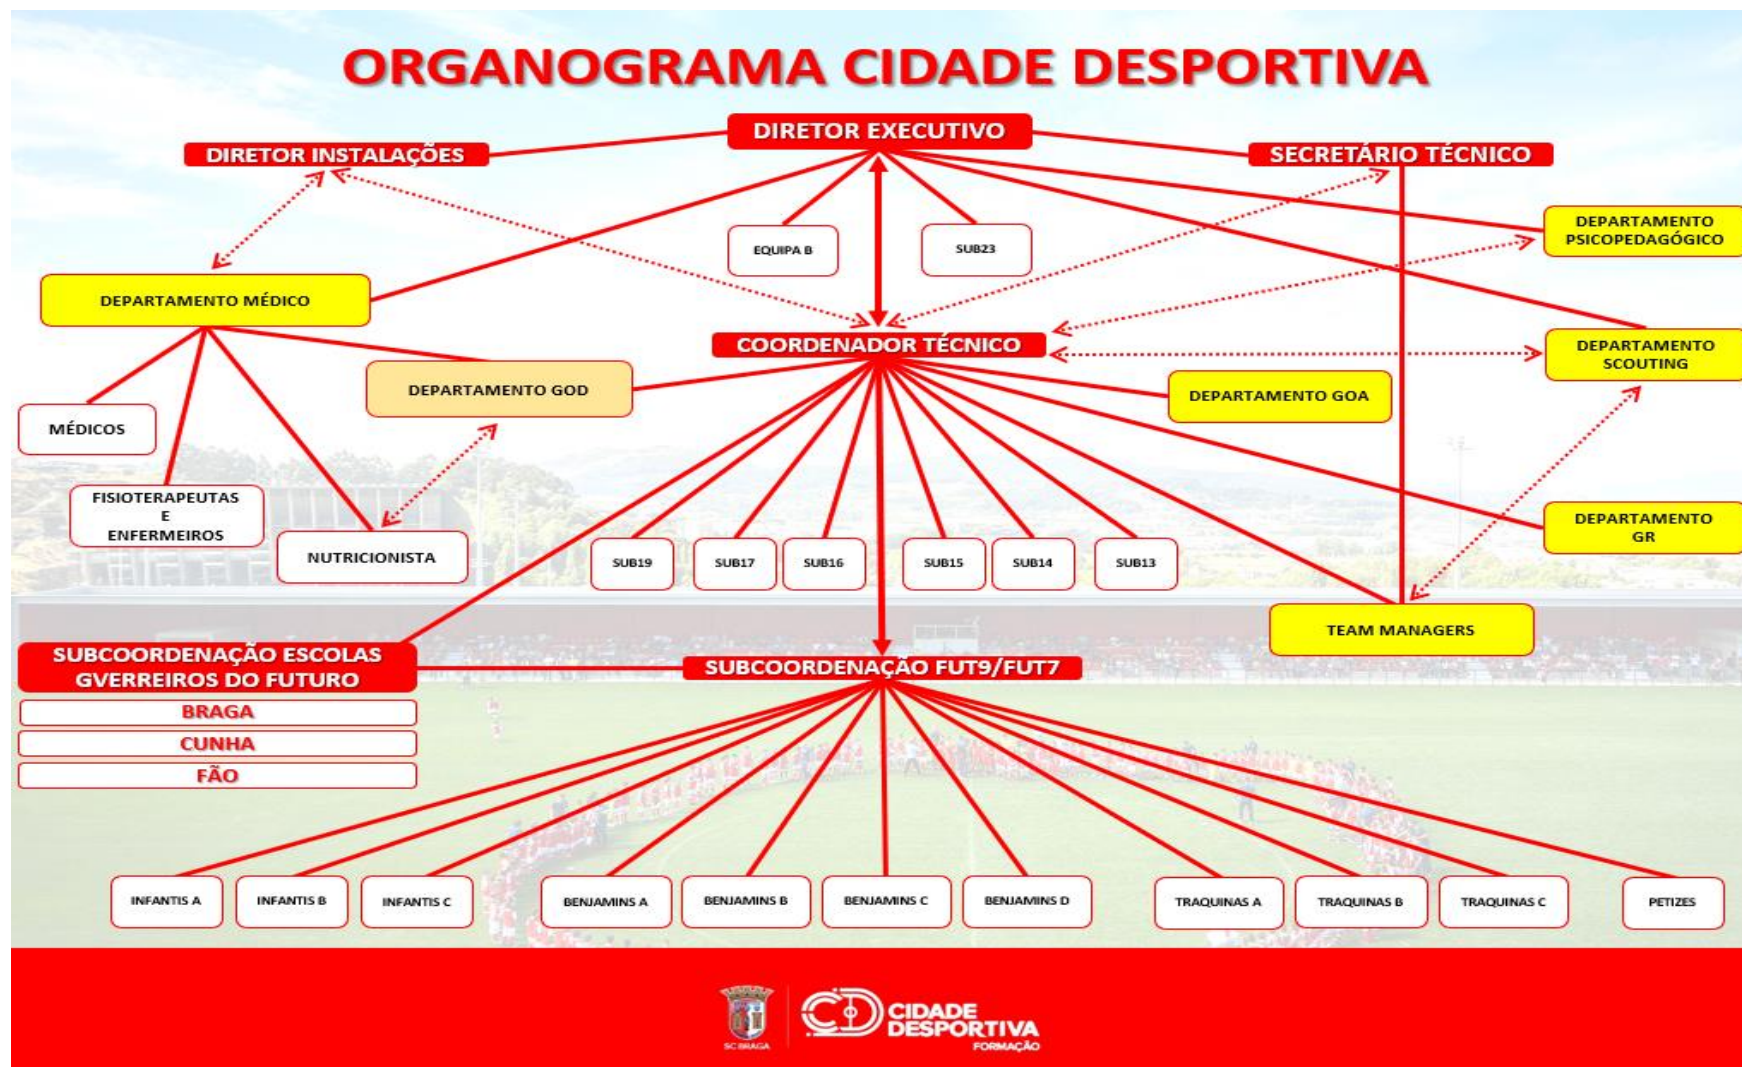 ORGANOGRAMA CIDADE DESPORTIVA
DIRETOR EXECUTIVO
DIRETOR INSTALAÇÕES
SECRETÁRIO TÉCNICO
DEPARTAMENTO
PSICOPEDAGÓGICO
EQUIPA B
SUB23
DEPARTAMENTO MÉDICO
COORDENADOR TÉCNICO
DEPARTAMENTO
SCOUTING
DEPARTAMENTO GOD
DEPARTAMENTO GOA
MÉDICOS
FISIOTERAPEUTAS
E
ENFERMEIROS
NUTRICIONISTA
DEPARTAMENTO
GR
SUB19
SUB17
SUB16
SUB15
SUB14
SUB13
TEAM MANAGERS
SUBCOORDENAÇÃO ESCOLAS
GVERREIROS DO FUTURO
SUBCOORDENAÇÃO FUT9/FUT7
BRAGA
CUNHA
FÃO
INFANTIS A
INFANTIS B
INFANTIS C
BENJAMINS A
BENJAMINS B
BENJAMINS C
BENJAMINS D
TRAQUINAS A
TRAQUINAS B
TRAQUINAS C
PETIZES
SC BRAGA
CIDADE
DESPORTIVA
FORMAÇÃO